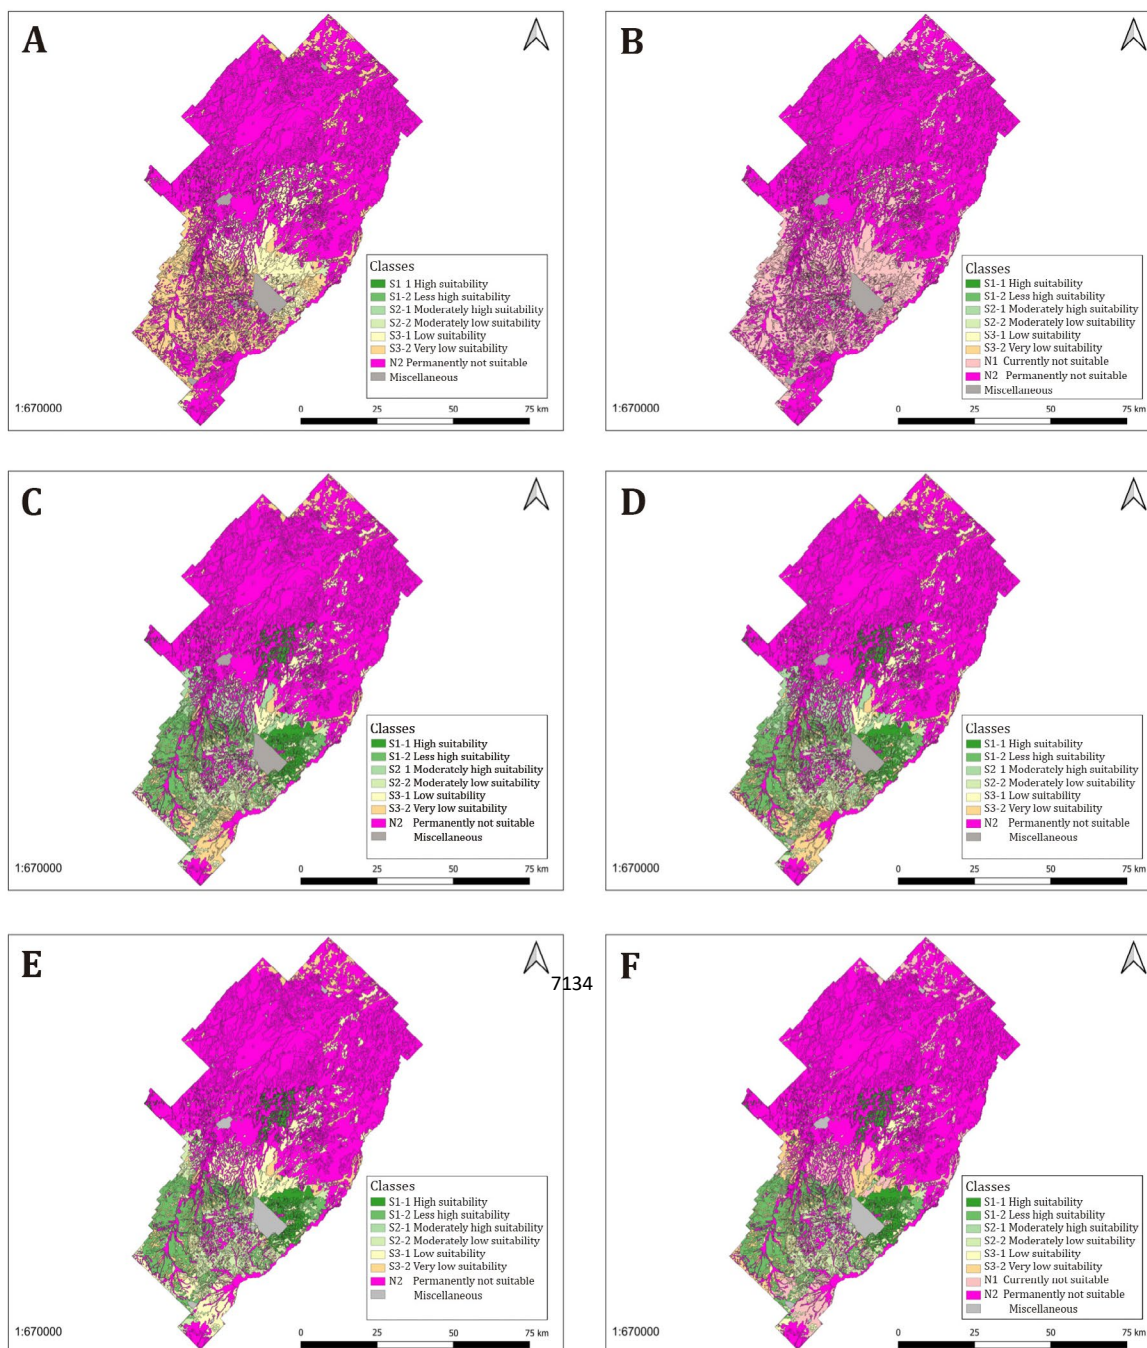 A
Classes
S1 1 High suitability
S1-2 Less high suitability
S2-1 Moderately high suitability
S2-2 Moderately low suitability
S3-1 Low suitability
S3-2 Very low suitability
N2 Permanently not suitable
Miscellaneous
1:670000
0 25 50 75 km
B
Classes
S1-1 High suitability
S1-2 Less high suitability
S2-1 Moderately high suitability
S2-2 Moderately low suitability
S3-1 Low suitability
S3-2 Very low suitability
N1 Currently not suitable
N2 Permanently not suitable
Miscellaneous
1:670000
0 25 50 75 km
C
Classes
S1-1 High suitability
S1-2 Less high suitability
S2 1 Moderately high suitability
S2-2 Moderately low suitability
S3-1 Low suitability
S3-2 Very low suitability
N2 Permanently not suitable
Miscellaneous
1:670000
0 25 50 75 km
D
Classes
S1-1 High suitability
S1-2 Less high suitability
S2 1 Moderately high suitability
S2-2 Moderately low suitability
S3-1 Low suitability
S3-2 Very low suitability
N2 Permanently not suitable
Miscellaneous
1:670000
0 25 50 75 km
E
7134
Classes
S1-1 High suitability
S1-2 Less high suitability
S2-1 Moderately high suitability
S2-2 Moderately low suitability
S3-1 Low suitability
S3-2 Very low suitability
N2 Permanently not suitable
Miscellaneous
1:670000
0 25 50 75 km
F
Classes
S1-1 High suitability
S1-2 Less high suitability
S2-1 Moderately high suitability
S2-2 Moderately low suitability
S3-1 Low suitability
S3-2 Very low suitability
N1 Currently not suitable
N2 Permanently not suitable
Miscellaneous
1:670000
0 25 50 75 km